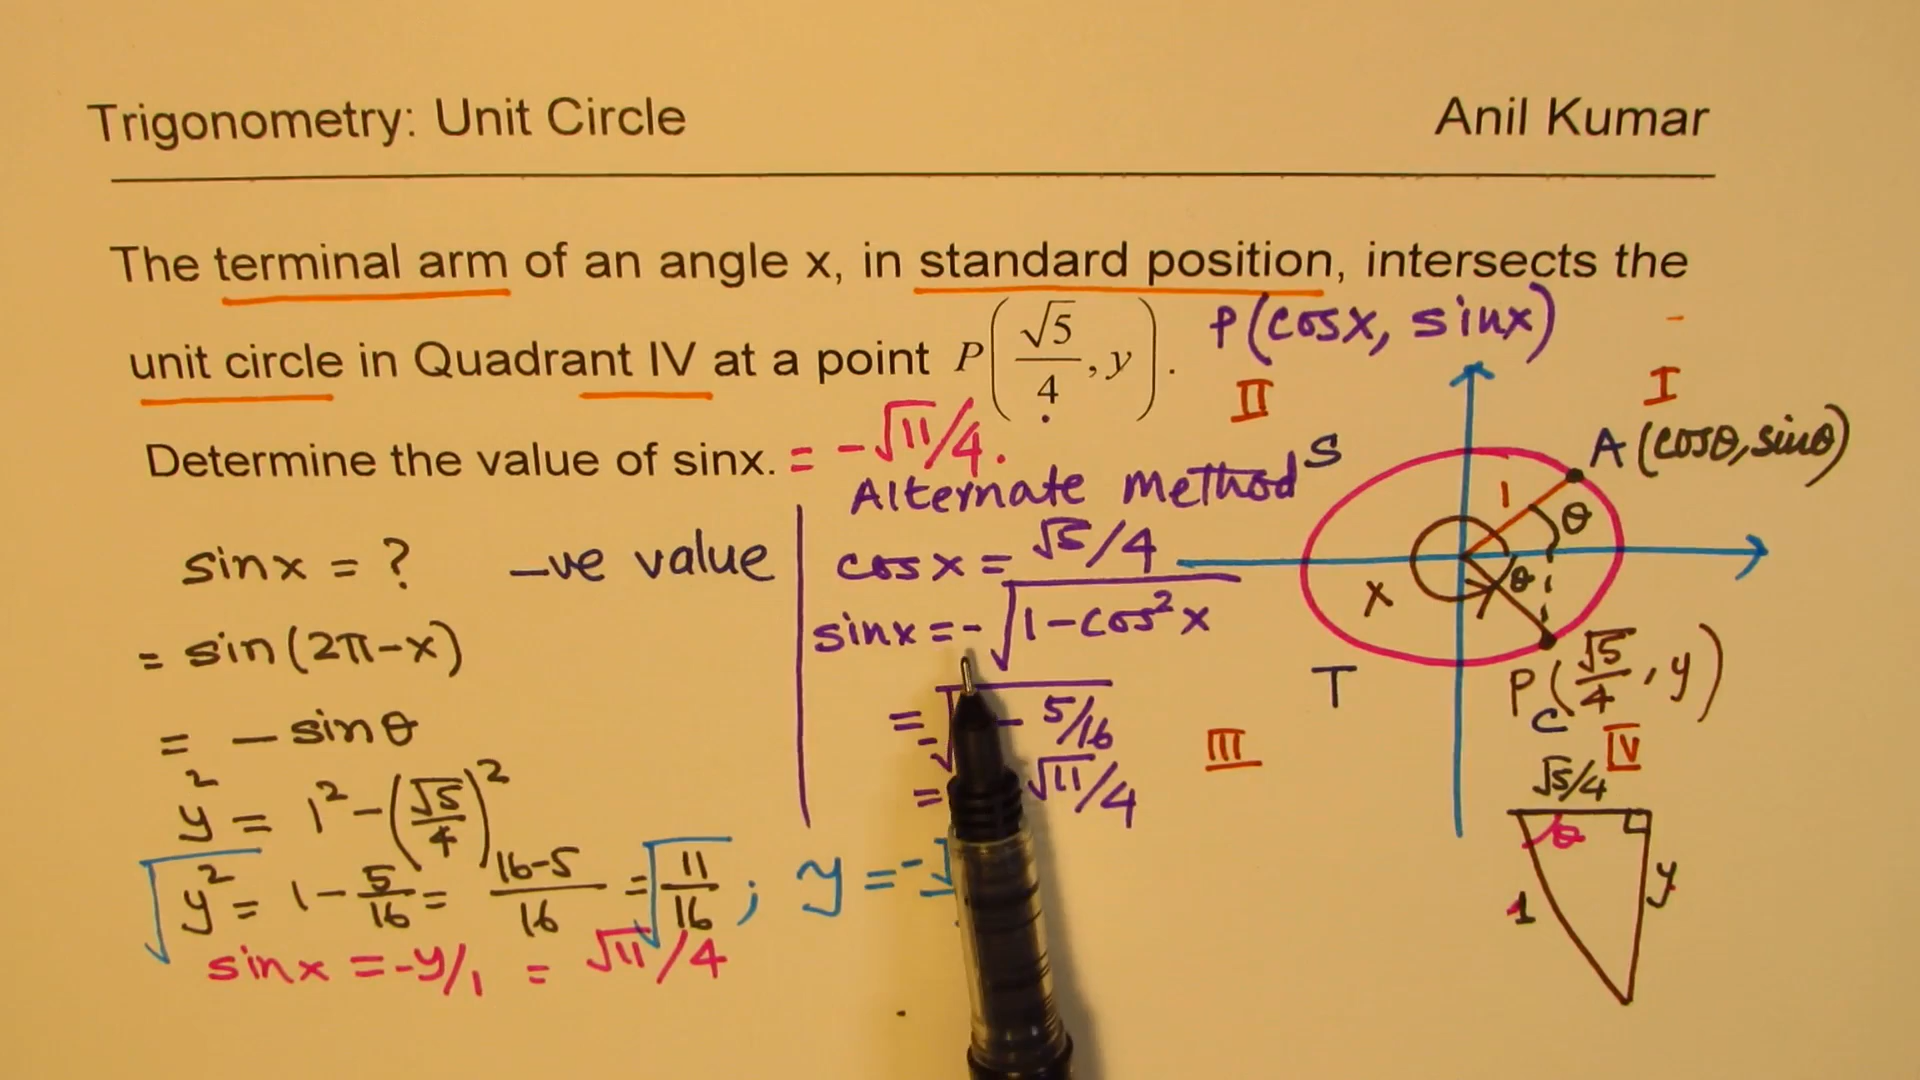 Trigonometry: Unit Circle
Anil Kumar
The terminal arm of an angle x, in standard position, intersects the
unit circle in Quadrant IV at a point P(√5/4, y).
P(cosx, sinx)
Determine the value of sinx. = -√11/4.
sinx = ?
-ve value
= sin(2π-x)
= -sinθ
y² = 1² - (√5/4)²
√y² = 1 - 5/16 = 16-5/16 = √11/16 ; y = -√
sinx = -y/1 = √11/4
Alternate method
cosx = √5/4
sinx = -√1-cos²x
= -√ - 5/16
= √11/4
II
I
S
A (cosθ, sinθ)
1
θ
θ
X
T
P(√5/4, y)
C
III
IV
√5/4
θ
1
y